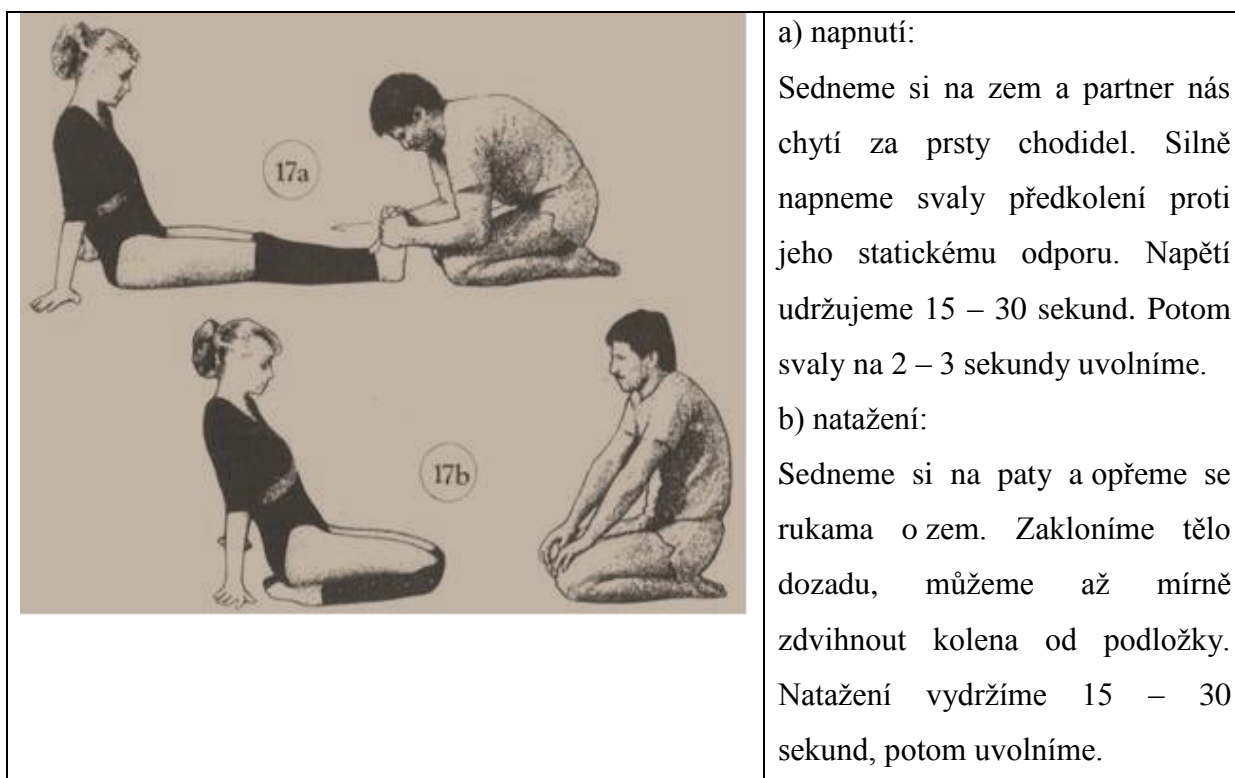 17a
17b
a) napnutí:
Sedneme si na zem a partner nás
chytí za prsty chodidel. Silně
napneme svaly předkolení proti
jeho statickému odporu. Napětí
udržujeme 15 – 30 sekund. Potom
svaly na 2 – 3 sekundy uvolníme.
b) natažení:
Sedneme si na paty a opřeme se
rukama o zem. Zakloníme tělo
dozadu, můžeme až mírně
zdvihnout kolena od podložky.
Natažení vydržíme 15 – 30
sekund, potom uvolníme.